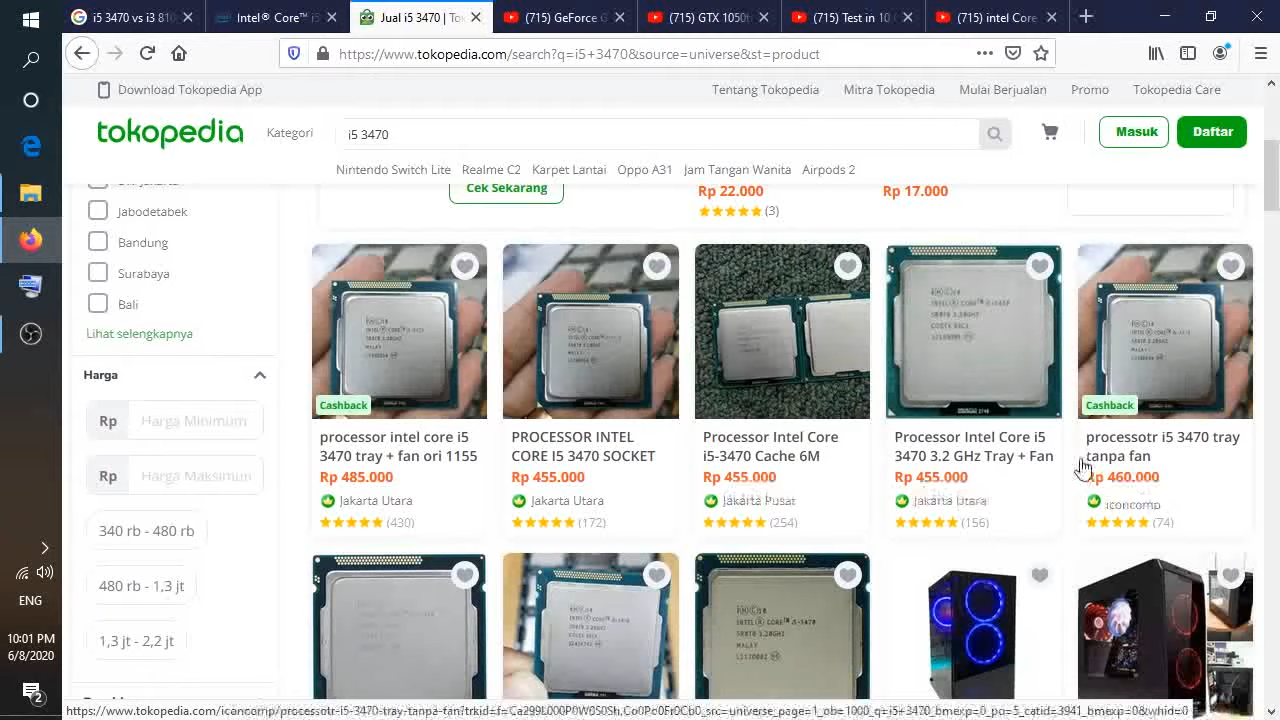 i5 3470 vs i3 810
Intel® Core™ i3
Jual i5 3470 | Tok
(715) GeForce G
(715) GTX 1060
(715) Test in 10
(715) intel Core
https://www.tokopedia.com/search?q=i5+3470&source=universe&st=product
Download Tokopedia App
Tentang Tokopedia
Mitra Tokopedia
Mulai Berjualan
Promo
Tokopedia Care
tokopedia
Kategori
i5 3470
Masuk
Daftar
Nintendo Switch Lite
Realme C2
Karpet Lantai
Oppo A31
Jam Tangan Wanita
Airpods 2
Cek Sekarang
Rp 22.000
(3)
Rp 17.000
Jabodetabek
Bandung
Surabaya
Bali
Lihat selengkapnya
Harga
Rp Harga Minimum
Rp Harga Maksimum
340 rb - 480 rb
480 rb - 1,3 jt
1,3 jt - 2,2 jt
Cashback
processor intel core i5
3470 tray + fan ori 1155
Rp 485.000
Jakarta Utara
(430)
PROCESSOR INTEL
CORE I5 3470 SOCKET
Rp 455.000
Jakarta Utara
(172)
Processor Intel Core
i5-3470 Cache 6M
Rp 455.000
Jakarta Pusat
(254)
Processor Intel Core i5
3470 3.2 GHz Tray + Fan
Rp 455.000
Jakarta Utara
(156)
Cashback
processotr i5 3470 tray
tanpa fan
Rp 460.000
iconcomp
(74)
ENG
10:01 PM
6/8/2020
2